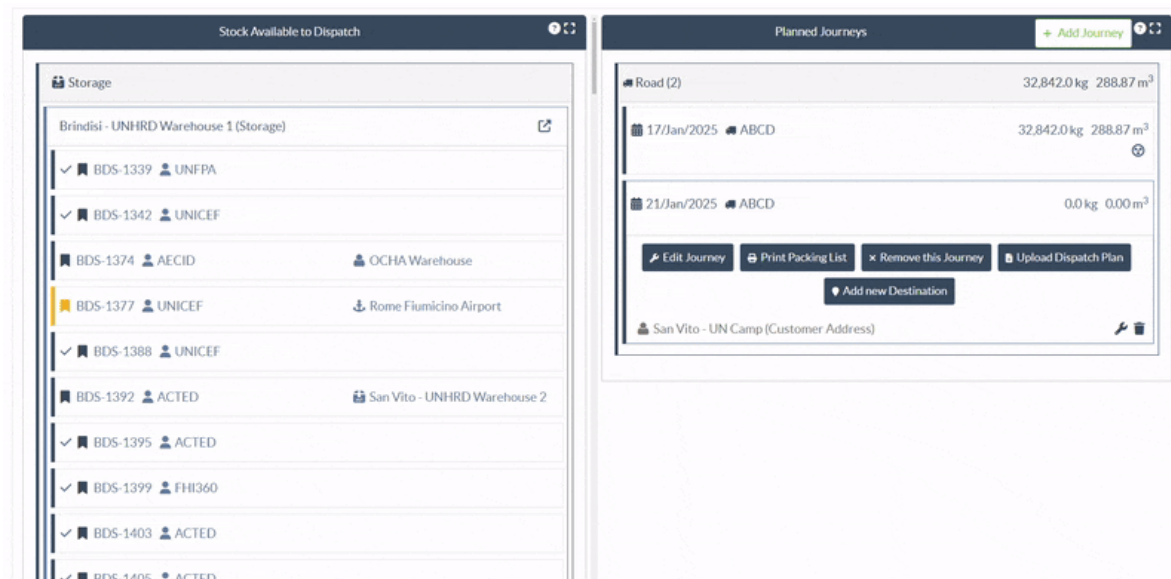 Stock Available to Dispatch
Storage
Brindisi - UNHRD Warehouse 1 (Storage)
BDS-1339 UNFPA
BDS-1342 UNICEF
BDS-1374 AECID OCHA Warehouse
BDS-1377 UNICEF Rome Fiumicino Airport
BDS-1388 UNICEF
BDS-1392 ACTED San Vito - UNHRD Warehouse 2
BDS-1395 ACTED
BDS-1399 FHI360
BDS-1403 ACTED
BDS-1405 ACTED
Planned Journeys + Add Journey
Road (2) 32,842.0 kg 288.87 m³
17/Jan/2025 ABCD 32,842.0 kg 288.87 m³
21/Jan/2025 ABCD 0.0 kg 0.00 m³
Edit Journey Print Packing List × Remove this Journey Upload Dispatch Plan
Add new Destination
San Vito - UN Camp (Customer Address)